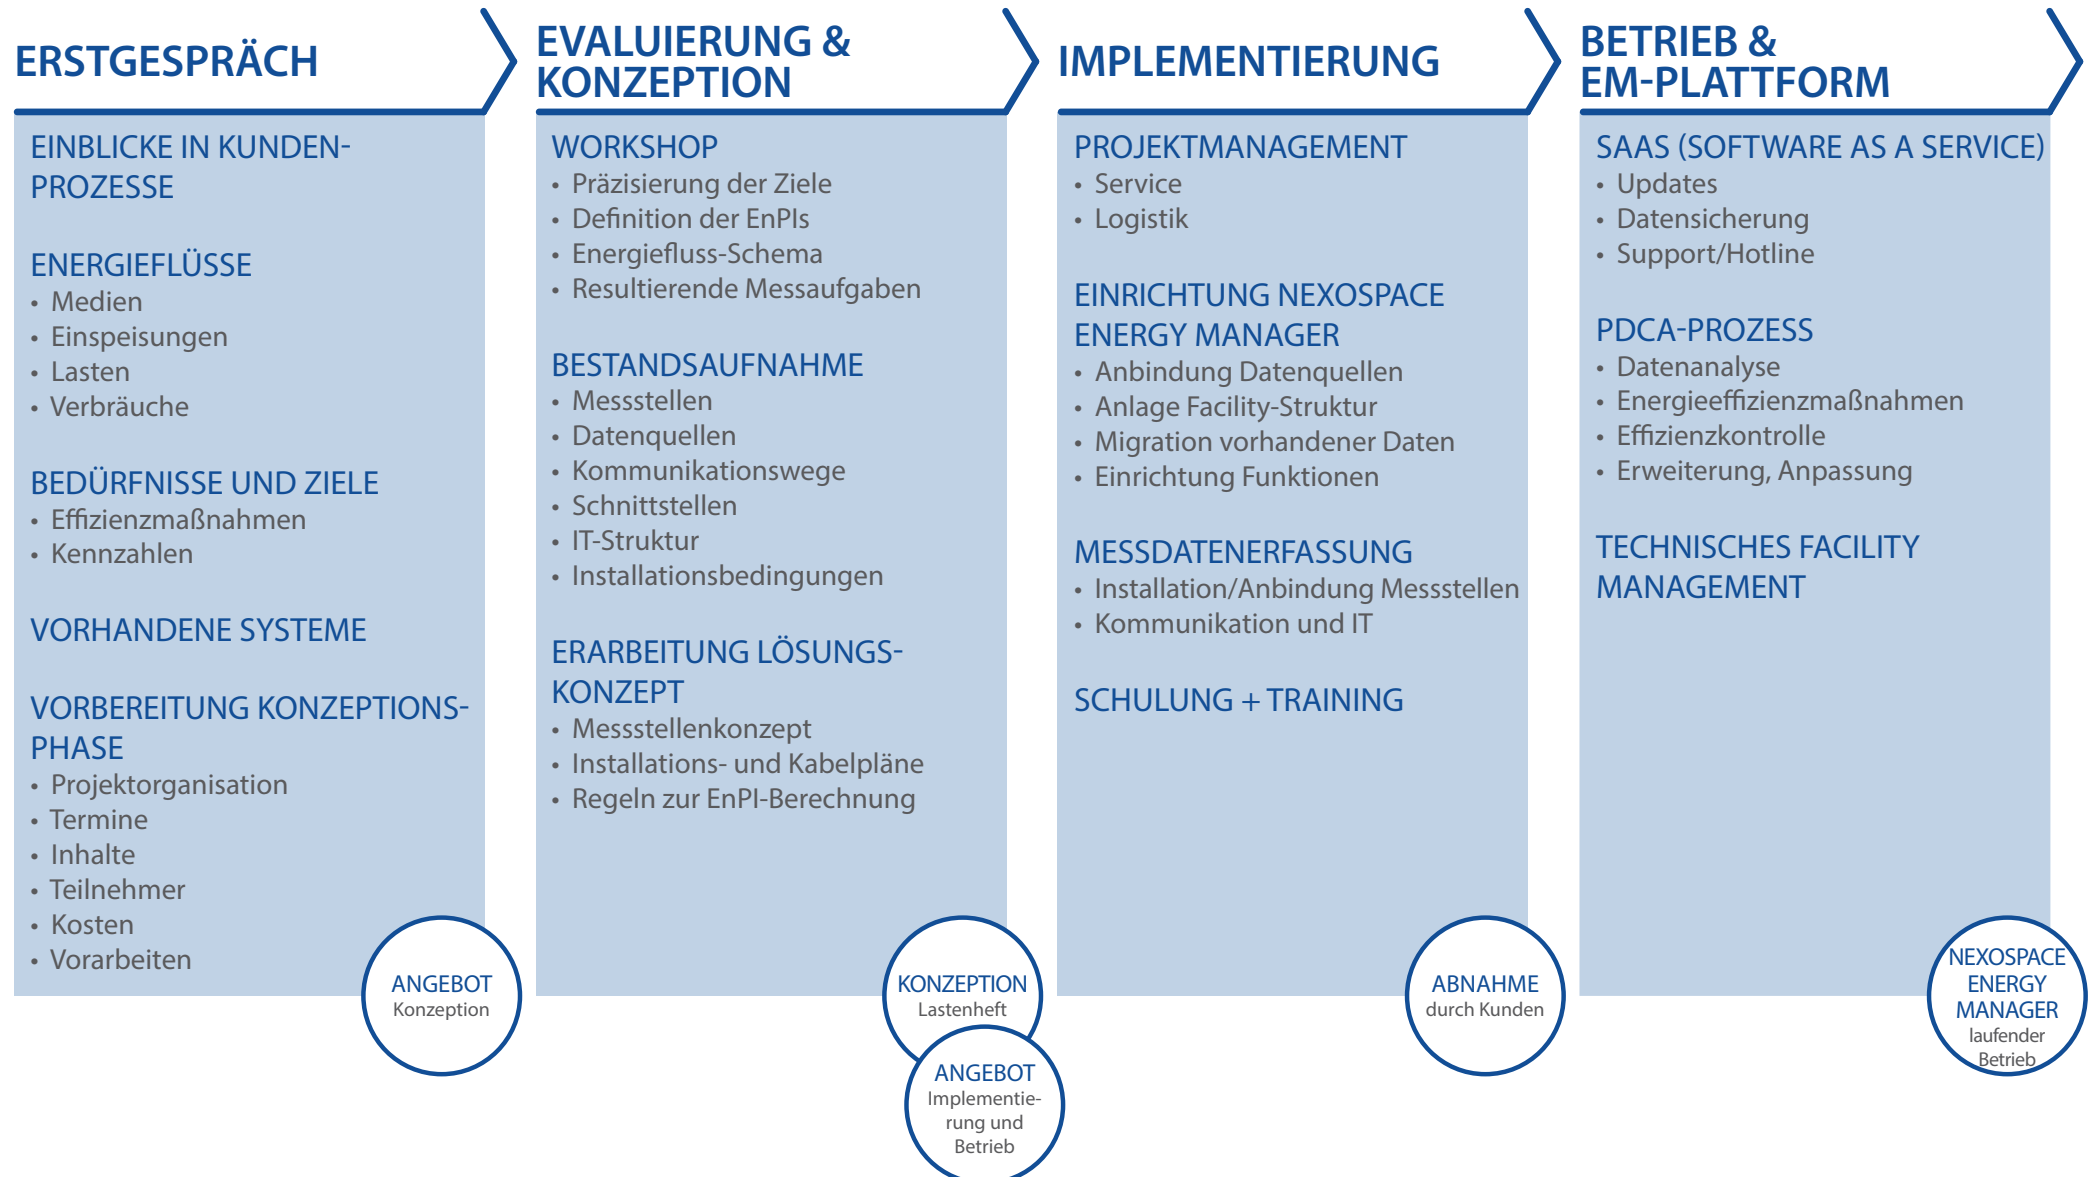 ERSTGESPRÄCH
EINBLICKE IN KUNDEN-
PROZESSE
ENERGIEFLÜSSE
• Medien
• Einspeisungen
• Lasten
• Verbräuche
BEDÜRFNISSE UND ZIELE
• Effizienzmaßnahmen
• Kennzahlen
VORHANDENE SYSTEME
VORBEREITUNG KONZEPTIONS-
PHASE
• Projektorganisation
• Termine
• Inhalte
• Teilnehmer
• Kosten
• Vorarbeiten
ANGEBOT
Konzeption
EVALUIERUNG &
KONZEPTION
WORKSHOP
• Präzisierung der Ziele
• Definition der EnPIs
• Energiefluss-Schema
• Resultierende Messaufgaben
BESTANDSAUFNAHME
• Messstellen
• Datenquellen
• Kommunikationswege
• Schnittstellen
• IT-Struktur
• Installationsbedingungen
ERARBEITUNG LÖSUNGS-
KONZEPT
• Messstellenkonzept
• Installations- und Kabelpläne
• Regeln zur EnPI-Berechnung
KONZEPTION
Lastenheft
ANGEBOT
Implementie-
rung und
Betrieb
IMPLEMENTIERUNG
PROJEKTMANAGEMENT
• Service
• Logistik
EINRICHTUNG NEXOSPACE
ENERGY MANAGER
• Anbindung Datenquellen
• Anlage Facility-Struktur
• Migration vorhandener Daten
• Einrichtung Funktionen
MESSDATENERFASSUNG
• Installation/Anbindung Messstellen
• Kommunikation und IT
SCHULUNG + TRAINING
ABNAHME
durch Kunden
BETRIEB &
EM-PLATTFORM
SAAS (SOFTWARE AS A SERVICE)
• Updates
• Datensicherung
• Support/Hotline
PDCA-PROZESS
• Datenanalyse
• Energieeffizienzmaßnahmen
• Effizienzkontrolle
• Erweiterung, Anpassung
TECHNISCHES FACILITY
MANAGEMENT
NEXOSPACE
ENERGY
MANAGER
laufender
Betrieb